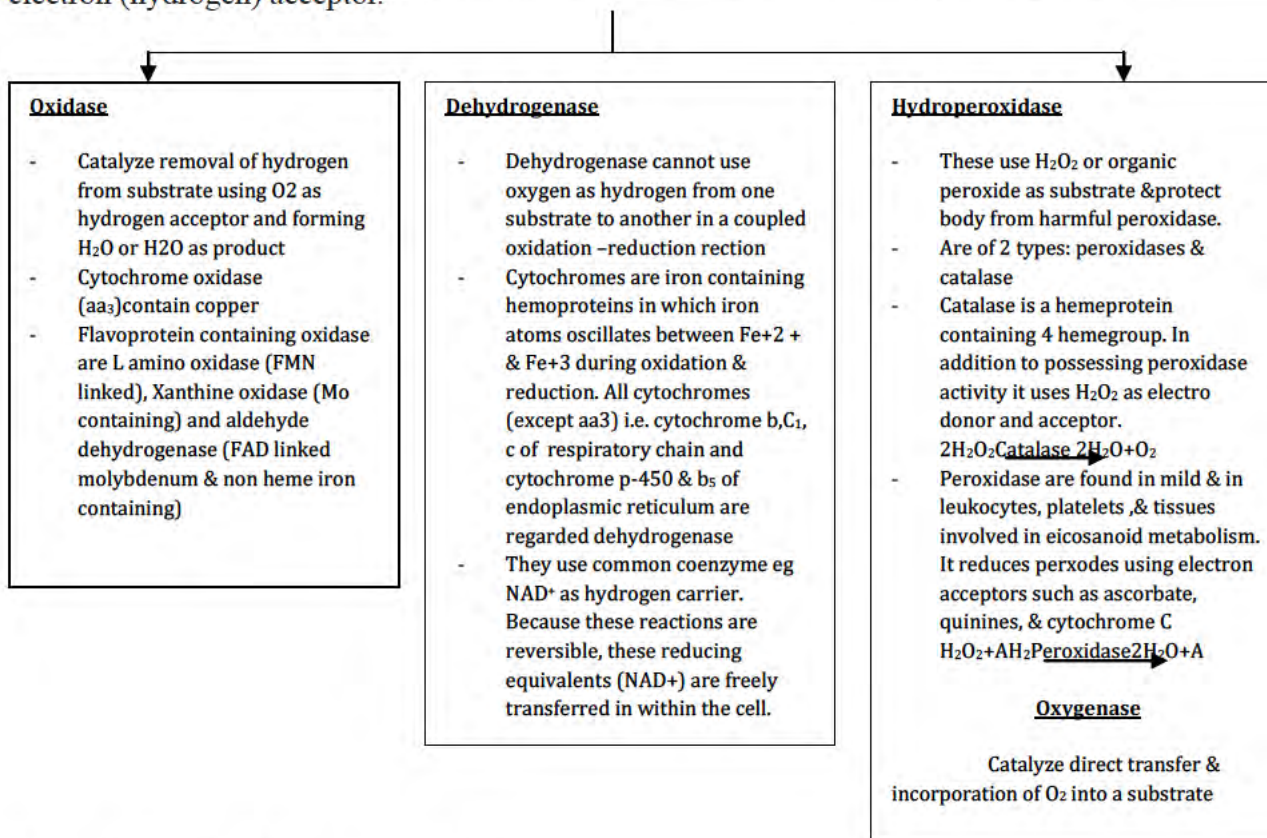 electron (hydrogen) acceptor.
Oxidase
- Catalyze removal of hydrogen
from substrate using O2 as
hydrogen acceptor and forming
H₂O or H2O as product
- Cytochrome oxidase
(aa₃)contain copper
- Flavoprotein containing oxidase
are L amino oxidase (FMN
linked), Xanthine oxidase (Mo
containing) and aldehyde
dehydrogenase (FAD linked
molybdenum & non heme iron
containing)
Dehydrogenase
- Dehydrogenase cannot use
oxygen as hydrogen from one
substrate to another in a coupled
oxidation –reduction rection
- Cytochromes are iron containing
hemoproteins in which iron
atoms oscillates between Fe+2 +
& Fe+3 during oxidation &
reduction. All cytochromes
(except aa3) i.e. cytochrome b,C₁,
c of respiratory chain and
cytochrome p-450 & b₅ of
endoplasmic reticulum are
regarded dehydrogenase
- They use common coenzyme eg
NAD⁺ as hydrogen carrier.
Because these reactions are
reversible, these reducing
equivalents (NAD+) are freely
transferred in within the cell.
Hydroperoxidase
- These use H₂O₂ or organic
peroxide as substrate &protect
body from harmful peroxidase.
- Are of 2 types: peroxidases &
catalase
- Catalase is a hemeprotein
containing 4 hemegroup. In
addition to possessing peroxidase
activity it uses H₂O₂ as electro
donor and acceptor.
2H₂O₂Catalase 2H₂O+O₂
- Peroxidase are found in mild & in
leukocytes, platelets ,& tissues
involved in eicosanoid metabolism.
It reduces perxodes using electron
acceptors such as ascorbate,
quinines, & cytochrome C
H₂O₂+AH₂Peroxidase2H₂O+A
Oxygenase
Catalyze direct transfer &
incorporation of O₂ into a substrate